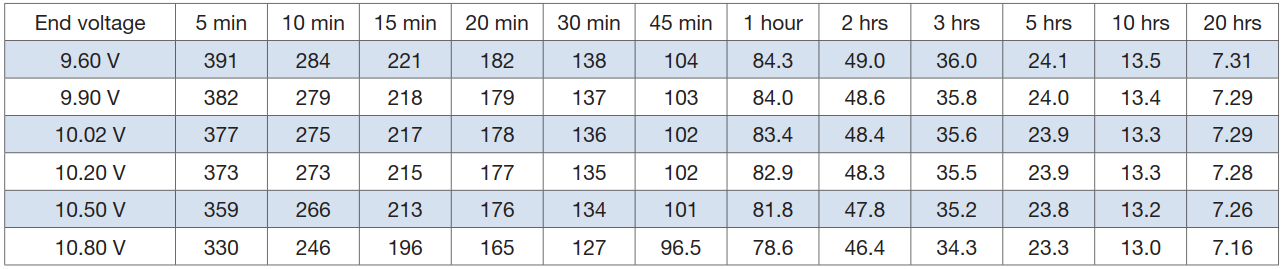 End voltage 5 min 10 min 15 min 20 min 30 min 45 min 1 hour 2 hrs 3 hrs 5 hrs 10 hrs 20 hrs
9.60 V 391 284 221 182 138 104 84.3 49.0 36.0 24.1 13.5 7.31
9.90 V 382 279 218 179 137 103 84.0 48.6 35.8 24.0 13.4 7.29
10.02 V 377 275 217 178 136 102 83.4 48.4 35.6 23.9 13.3 7.29
10.20 V 373 273 215 177 135 102 82.9 48.3 35.5 23.9 13.3 7.28
10.50 V 359 266 213 176 134 101 81.8 47.8 35.2 23.8 13.2 7.26
10.80 V 330 246 196 165 127 96.5 78.6 46.4 34.3 23.3 13.0 7.16